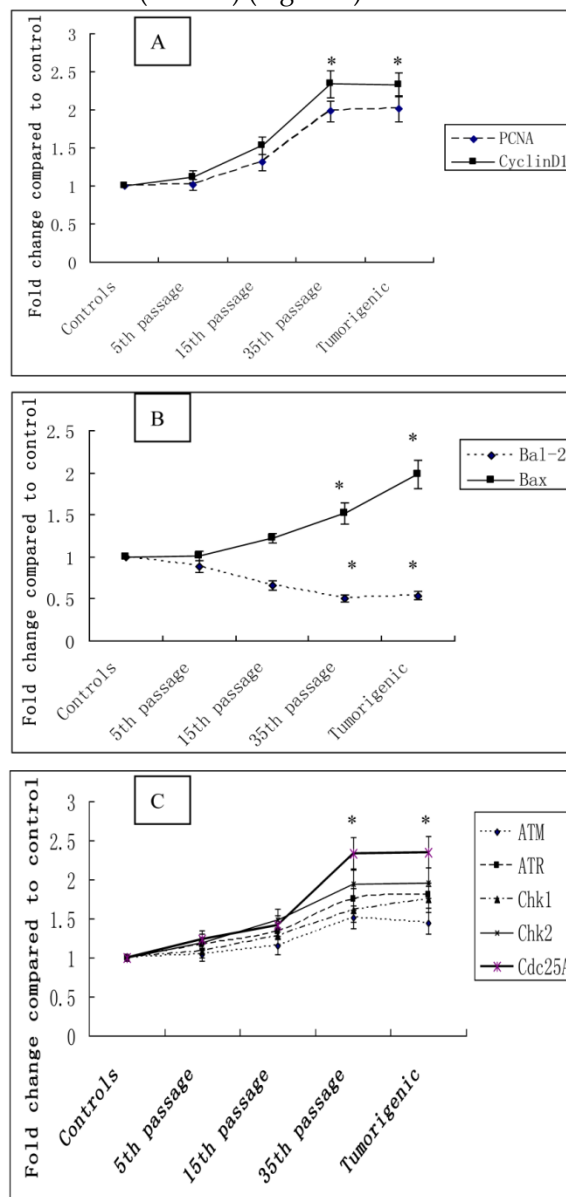 A
Fold change compared to control
3
2.5
2
1.5
1
0.5
0
* *
Controls
5th passage
15th passage
35th passage
Tumorigenic
PCNA
CyclinD1
B
Fold change compared to control
2.5
2
1.5
1
0.5
0
*
*
* *
Controls
5th passage
15th passage
35th passage
Tumorigenic
Bal-2
Bax
C
Fold change compared to control
3
2.5
2
1.5
1
0.5
0
* *
Controls
5th passage
15th passage
35th passage
Tumorigenic
ATM
ATR
Chk1
Chk2
Cdc25A